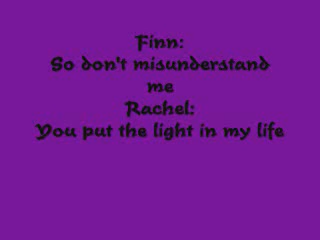 Finn:
So don't misunderstand
me
Rachel:
You put the light in my life